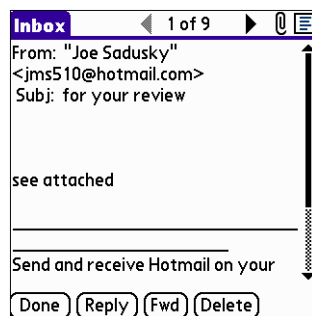 Inbox 1 of 9
From: "Joe Sadusky"
<jms510@hotmail.com>
Subj: for your review
see attached
Send and receive Hotmail on your
Done Reply Fwd Delete